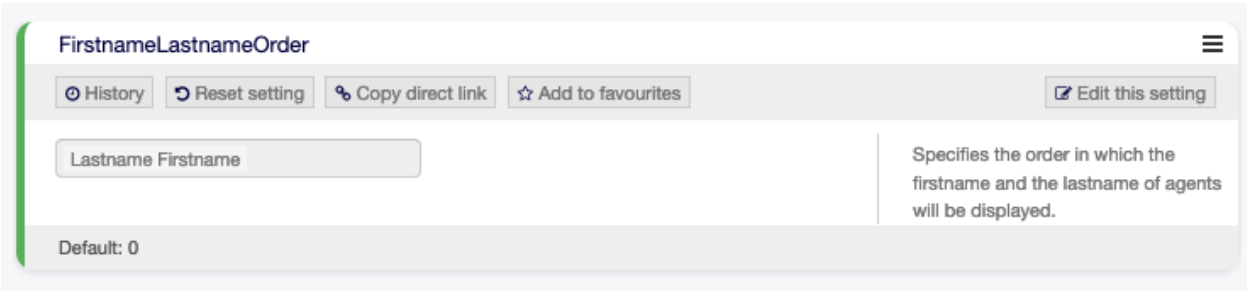 FirstnameLastnameOrder
History Reset setting Copy direct link Add to favourites Edit this setting
Lastname Firstname
Specifies the order in which the
firstname and the lastname of agents
will be displayed.
Default: 0